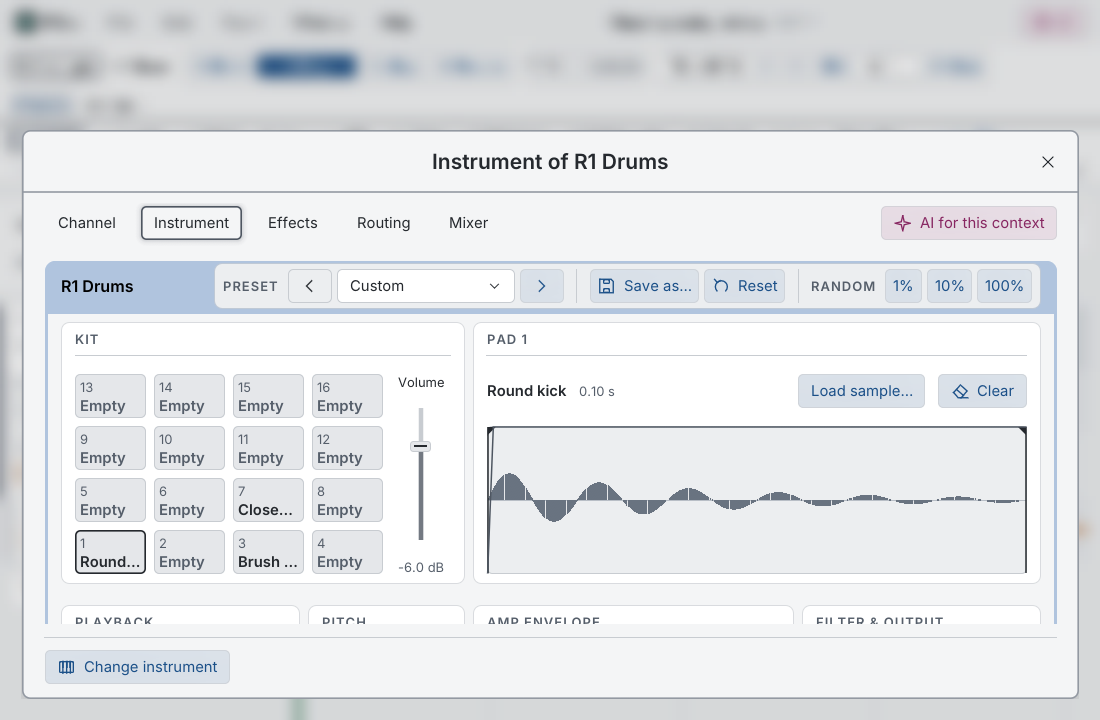 Instrument of R1 Drums
Channel Instrument Effects Routing Mixer AI for this context
R1 Drums PRESET Custom Save as... Reset RANDOM 1% 10% 100%
KIT
13 Empty 14 Empty 15 Empty 16 Empty
9 Empty 10 Empty 11 Empty 12 Empty
5 Empty 6 Empty 7 Close... 8 Empty
1 Round... 2 Empty 3 Brush ... 4 Empty
Volume
-6.0 dB
PAD 1
Round kick 0.10 s Load sample... Clear
PLAYBACK PITCH AMP ENVELOPE FILTER & OUTPUT
Change instrument